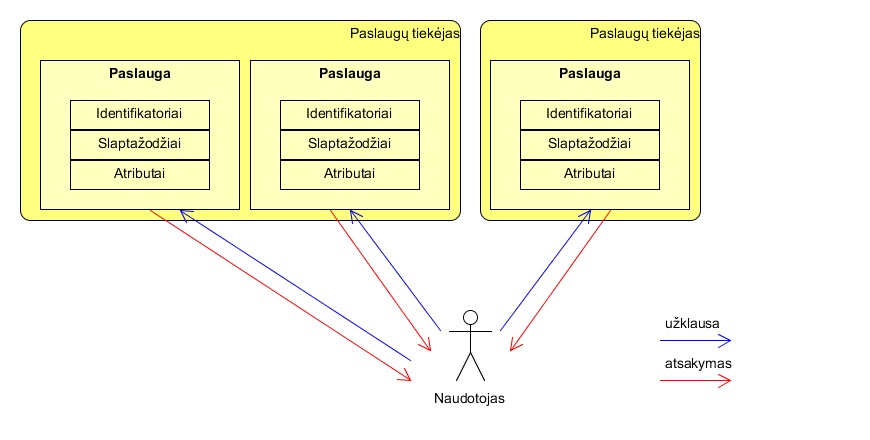 Paslaugų tiekėjas
Paslauga
Identifikatoriai
Slaptažodžiai
Atributai
Paslauga
Identifikatoriai
Slaptažodžiai
Atributai
Paslaugų tiekėjas
Paslauga
Identifikatoriai
Slaptažodžiai
Atributai
Naudotojas
užklausa
atsakymas